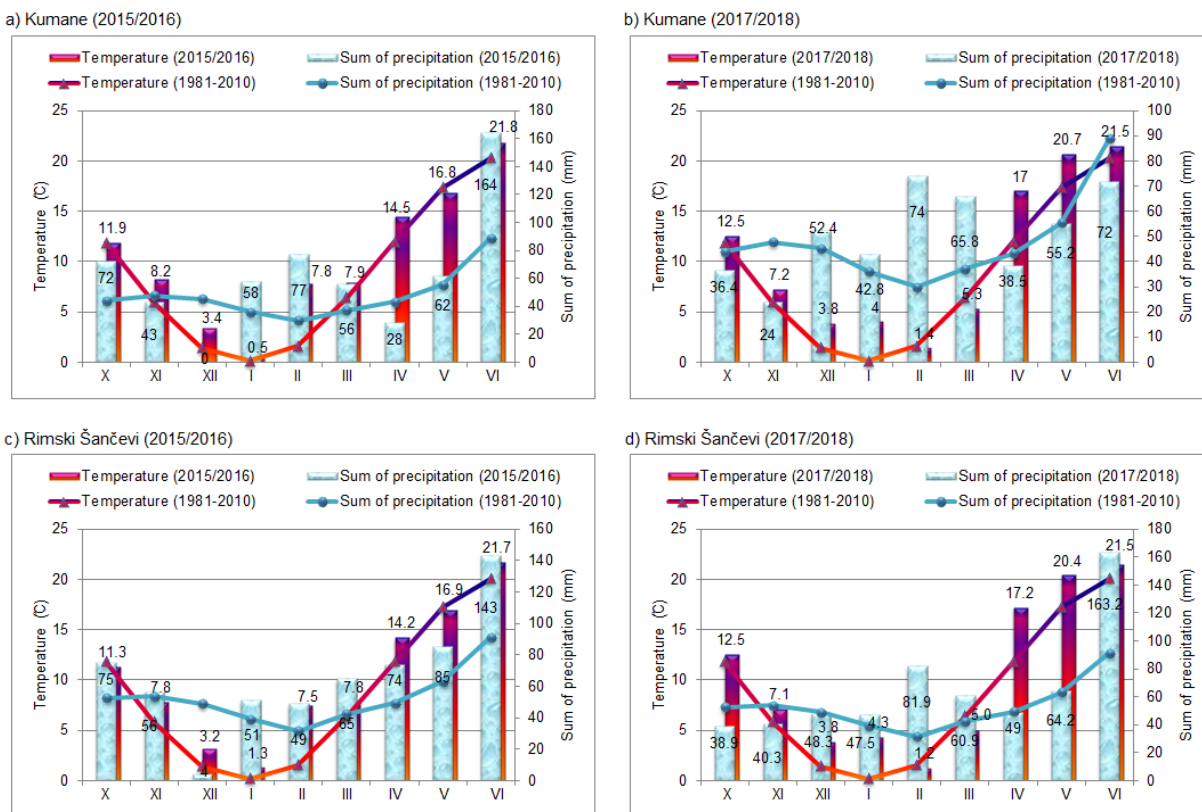 a) Kumane (2015/2016)
Temperature (2015/2016) Sum of precipitation (2015/2016)
Temperature (1981-2010) Sum of precipitation (1981-2010)
Temperature (℃)
25
20
15
10
5
0
11.9 8.2 3.4 0.5 7.8 7.9 14.5 16.8 21.8
72 43 0 58 77 56 28 62 164
180
160
140
120
100
80
60
40
20
0
Sum of precipitation (mm)
X XI XII I II III IV V VI
b) Kumane (2017/2018)
Temperature (2017/2018) Sum of precipitation (2017/2018)
Temperature (1981-2010) Sum of precipitation (1981-2010)
Temperature (℃)
25
20
15
10
5
0
12.5 7.2 3.8 4 1.4 5.3 17 20.7 21.5
36.4 24 52.4 42.8 74 65.8 38.5 55.2 72
100
90
80
70
60
50
40
30
20
10
0
Sum of precipitation (mm)
X XI XII I II III IV V VI
c) Rimski Šančevi (2015/2016)
Temperature (2015/2016) Sum of precipitation (2015/2016)
Temperature (1981-2010) Sum of precipitation (1981-2010)
Temperature (℃)
25
20
15
10
5
0
11.3 7.8 3.2 1.3 7.5 7.8 14.2 16.9 21.7
75 56 4 51 49 65 74 85 143
160
140
120
100
80
60
40
20
0
Sum of precipitation (mm)
X XI XII I II III IV V VI
d) Rimski Šančevi (2017/2018)
Temperature (2017/2018) Sum of precipitation (2017/2018)
Temperature (1981-2010) Sum of precipitation (1981-2010)
Temperature (℃)
25
20
15
10
5
0
12.5 7.1 3.8 4.3 1.2 5.0 17.2 20.4 21.5
38.9 40.3 48.3 47.5 81.9 60.9 49 64.2 163.2
180
160
140
120
100
80
60
40
20
0
Sum of precipitation (mm)
X XI XII I II III IV V VI